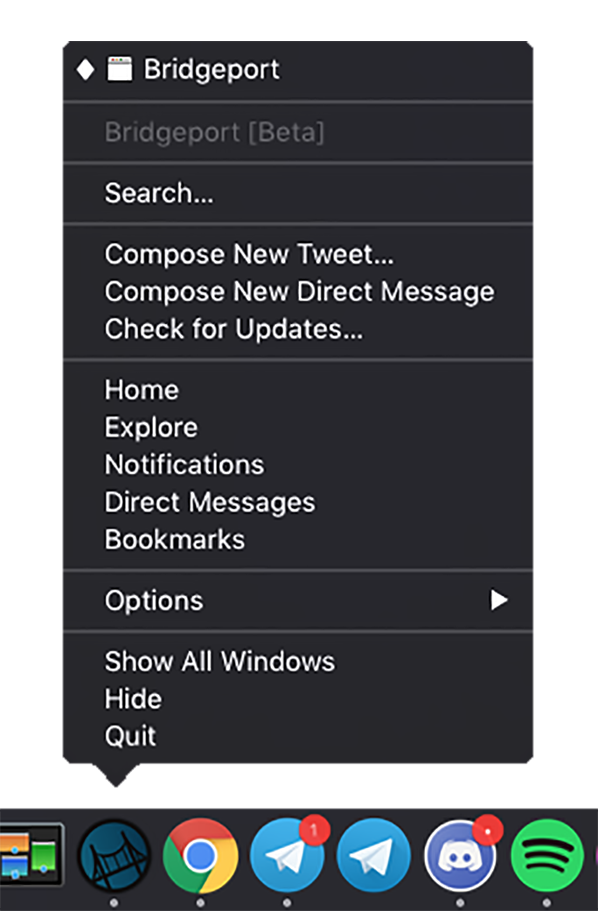 Bridgeport
Bridgeport [Beta]
Search...
Compose New Tweet...
Compose New Direct Message
Check for Updates...
Home
Explore
Notifications
Direct Messages
Bookmarks
Options
Show All Windows
Hide
Quit
1